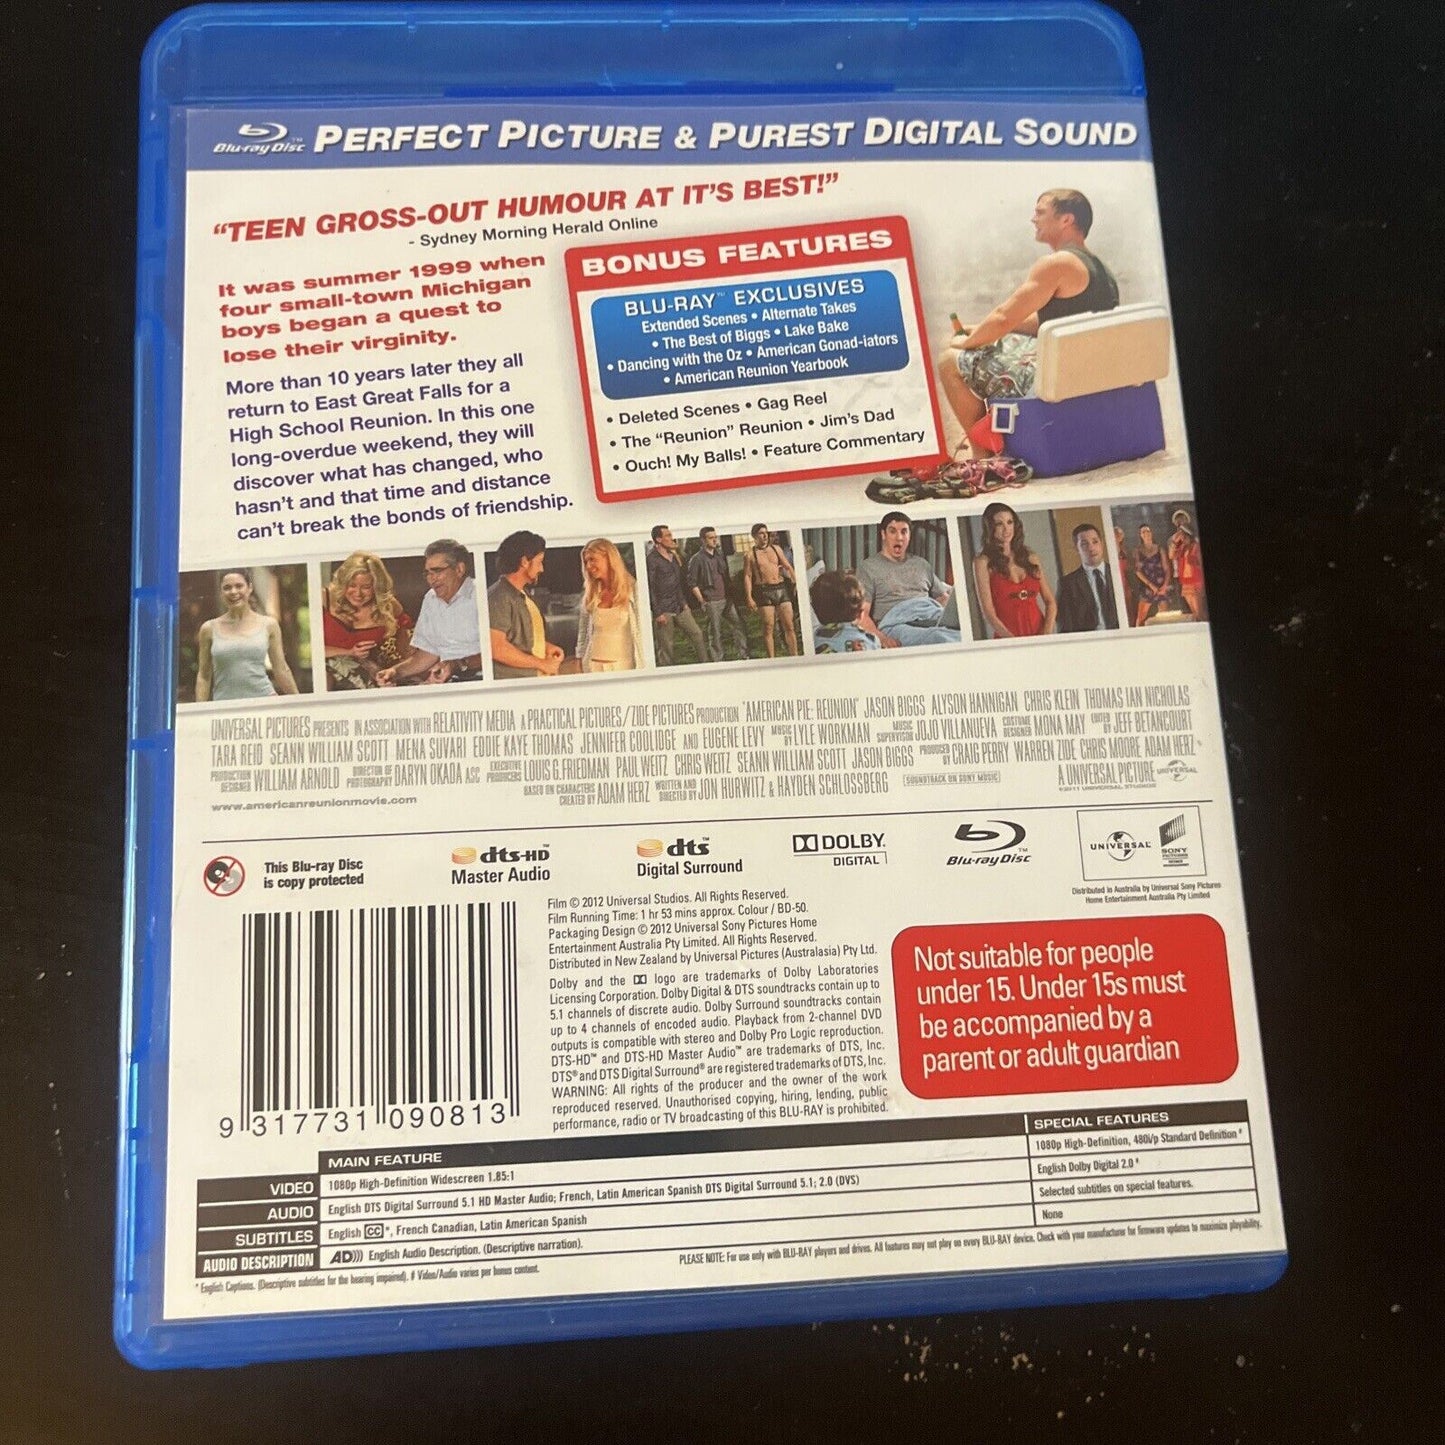 Blu-ray Disc™ PERFECT PICTURE & PUREST DIGITAL SOUND
“TEEN GROSS-OUT HUMOUR AT IT’S BEST!”
- Sydney Morning Herald Online
It was summer 1999 when
four small-town Michigan
boys began a quest to
lose their virginity.
More than 10 years later they all
return to East Great Falls for a
High School Reunion. In this one
long-overdue weekend, they will
discover what has changed, who
hasn’t and that time and distance
can’t break the bonds of friendship.
BONUS FEATURES
BLU-RAY™ EXCLUSIVES
Extended Scenes • Alternate Takes
• The Best of Biggs • Lake Bake
• Dancing with the Oz • American Gonad-iators
• American Reunion Yearbook
• Deleted Scenes • Gag Reel
• The “Reunion” Reunion • Jim’s Dad
• Ouch! My Balls! • Feature Commentary
UNIVERSAL PICTURES PRESENTS IN ASSOCIATION WITH RELATIVITY MEDIA A PRACTICAL PICTURES/ZIDE PICTURES PRODUCTION "AMERICAN PIE: REUNION" JASON BIGGS ALYSON HANNIGAN CHRIS KLEIN THOMAS IAN NICHOLAS
TARA REID SEANN WILLIAM SCOTT MENA SUVARI EDDIE KAYE THOMAS JENNIFER COOLIDGE AND EUGENE LEVY MUSIC BY LYLE WORKMAN MUSIC SUPERVISOR JOJO VILLANUEVA COSTUME DESIGNER MONA MAY EDITED BY JEFF BETANCOURT
PRODUCTION DESIGNER WILLIAM ARNOLD DIRECTOR OF PHOTOGRAPHY DARYN OKADA ASC EXECUTIVE PRODUCERS LOUIS G. FRIEDMAN PAUL WEITZ CHRIS WEITZ SEANN WILLIAM SCOTT JASON BIGGS PRODUCED BY CRAIG PERRY WARREN ZIDE CHRIS MOORE ADAM HERZ
BASED ON CHARACTERS CREATED BY ADAM HERZ WRITTEN AND DIRECTED BY JON HURWITZ & HAYDEN SCHLOSSBERG SOUNDTRACK ON SONY MUSIC A UNIVERSAL PICTURE UNIVERSAL
©2011 UNIVERSAL STUDIOS
www.americanreunionmovie.com
This Blu-ray Disc
is copy protected
dts-HD™
Master Audio
dts™
Digital Surround
DOLBY.
DIGITAL
Blu-ray Disc™
UNIVERSAL
SONY
PICTURES
Distributed in Australia by Universal Sony Pictures
Home Entertainment Australia Pty Limited
Film © 2012 Universal Studios. All Rights Reserved.
Film Running Time: 1 hr 53 mins approx. Colour / BD-50.
Packaging Design © 2012 Universal Sony Pictures Home
Entertainment Australia Pty Limited. All Rights Reserved.
Distributed in New Zealand by Universal Pictures (Australasia) Pty Ltd.
Dolby and the logo are trademarks of Dolby Laboratories
Licensing Corporation. Dolby Digital & DTS soundtracks contain up to
5.1 channels of discrete audio. Dolby Surround soundtracks contain
up to 4 channels of encoded audio. Playback from 2-channel DVD
outputs is compatible with stereo and Dolby Pro Logic reproduction.
DTS-HD™ and DTS-HD Master Audio™ are trademarks of DTS, Inc.
DTS® and DTS Digital Surround® are registered trademarks of DTS, Inc.
WARNING: All rights of the producer and the owner of the work
reproduced reserved. Unauthorised copying, hiring, lending, public
performance, radio or TV broadcasting of this BLU-RAY is prohibited.
Not suitable for people
under 15. Under 15s must
be accompanied by a
parent or adult guardian
9 317731 090813
MAIN FEATURE
SPECIAL FEATURES
VIDEO 1080p High-Definition Widescreen 1.85:1
1080p High-Definition, 480i/p Standard Definition #
AUDIO English DTS Digital Surround 5.1 HD Master Audio; French, Latin American Spanish DTS Digital Surround 5.1; 2.0 (DVS)
English Dolby Digital 2.0 #
SUBTITLES English CC*, French Canadian, Latin American Spanish
Selected subtitles on special features.
AUDIO DESCRIPTION AD))) English Audio Description. (Descriptive narration).
None
* English Captions. (Descriptive subtitles for the hearing impaired). # Video/Audio varies per bonus content.
PLEASE NOTE: For use only with BLU-RAY players and drives. All features may not play on every BLU-RAY device. Check with your manufacturer for firmware updates to maximize playability.